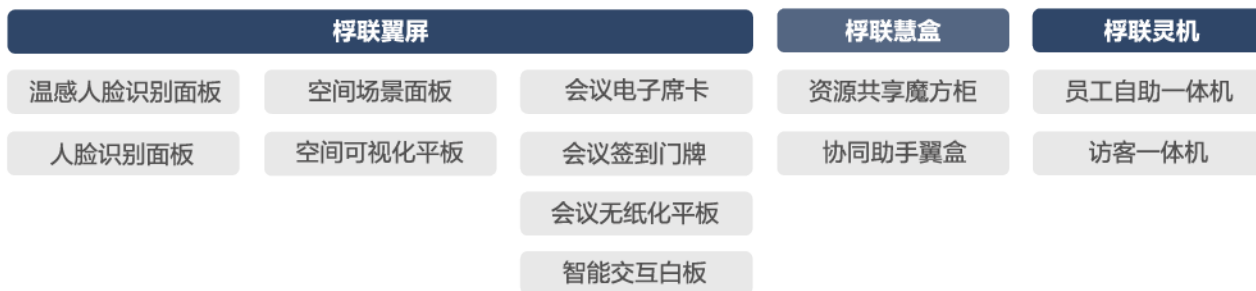 桴联翼屏
桴联慧盒
桴联灵机
温感人脸识别面板
空间场景面板
会议电子席卡
资源共享魔方柜
员工自助一体机
人脸识别面板
空间可视化平板
会议签到门牌
协同助手翼盒
访客一体机
会议无纸化平板
智能交互白板